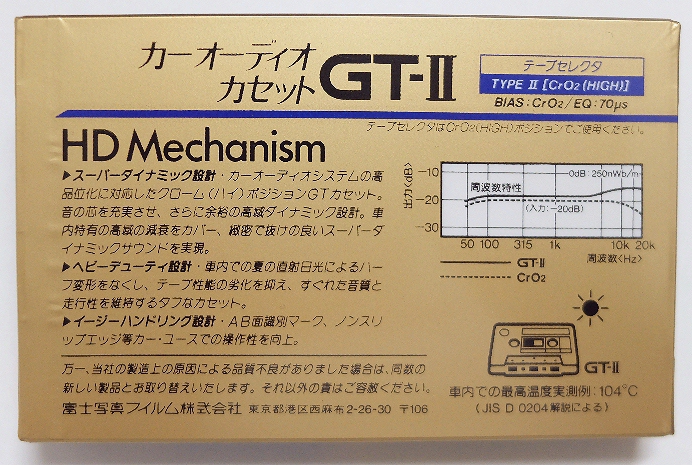 カーオーディオ
カセット GT-II
テープセレクタ
TYPE II [CrO2(HIGH)]
BIAS:CrO2/EQ:70μs
テープセレクタはCrO2(HIGH)ポジションでご使用ください。
HD Mechanism
▶スーパーダイナミック設計・カーオーディオシステムの高
品位化に対応したクローム(ハイ)ポジションGTカセット。
音の芯を充実させ、さらに余裕の高域ダイナミック設計。車
内特有の高域の減衰をカバー、緻密で抜けの良いスーパーダ
イナミックサウンドを実現。
▶ヘビーデューティ設計・車内での夏の直射日光によるハー
フ変形をなくし、テープ性能の劣化を抑え、すぐれた音質と
走行性を維持するタフなカセット。
▶イージーハンドリング設計・AB面識別マーク、ノンスリ
ップエッジ等カー・ユースでの操作性を向上。
万一、当社の製造上の原因による品質不良がありました場合は、同数の
新しい製品とお取り替えいたします。それ以外の責はご容赦ください。
富士写真フイルム株式会社 東京都港区西麻布2-26-30 〒106
出力(dB)
-10
-20
-30
0dB:250nWb/m
周波数特性
(入力:-20dB)
50 100 315 1k 10k 20k
周波数(Hz)
GT-II
CrO2
GT-II
車内での最高温度実測例:104℃
(JIS D 0204解説による)